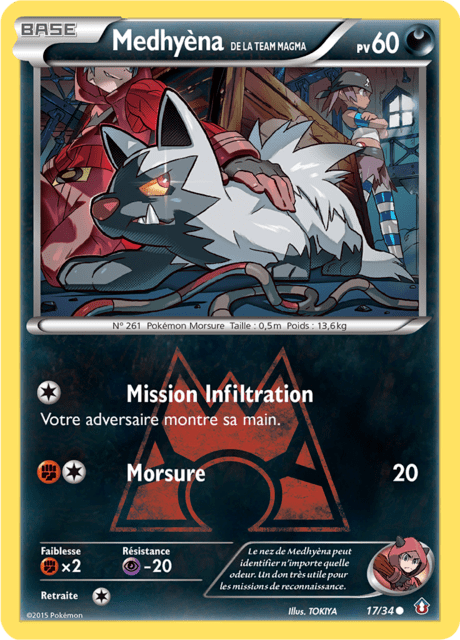 BASE
Medhyèna DE LA TEAM MAGMA PV60
N° 261 Pokémon Morsure Taille : 0,5m Poids : 13,6kg
Mission Infiltration
Votre adversaire montre sa main.
Morsure 20
Faiblesse Résistance
×2 -20
Retraite
Le nez de Medhyèna peut
identifier n'importe quelle
odeur. Un don très utile pour
les missions de reconnaissance.
Illus. TOKIYA 17/34
©2015 Pokémon